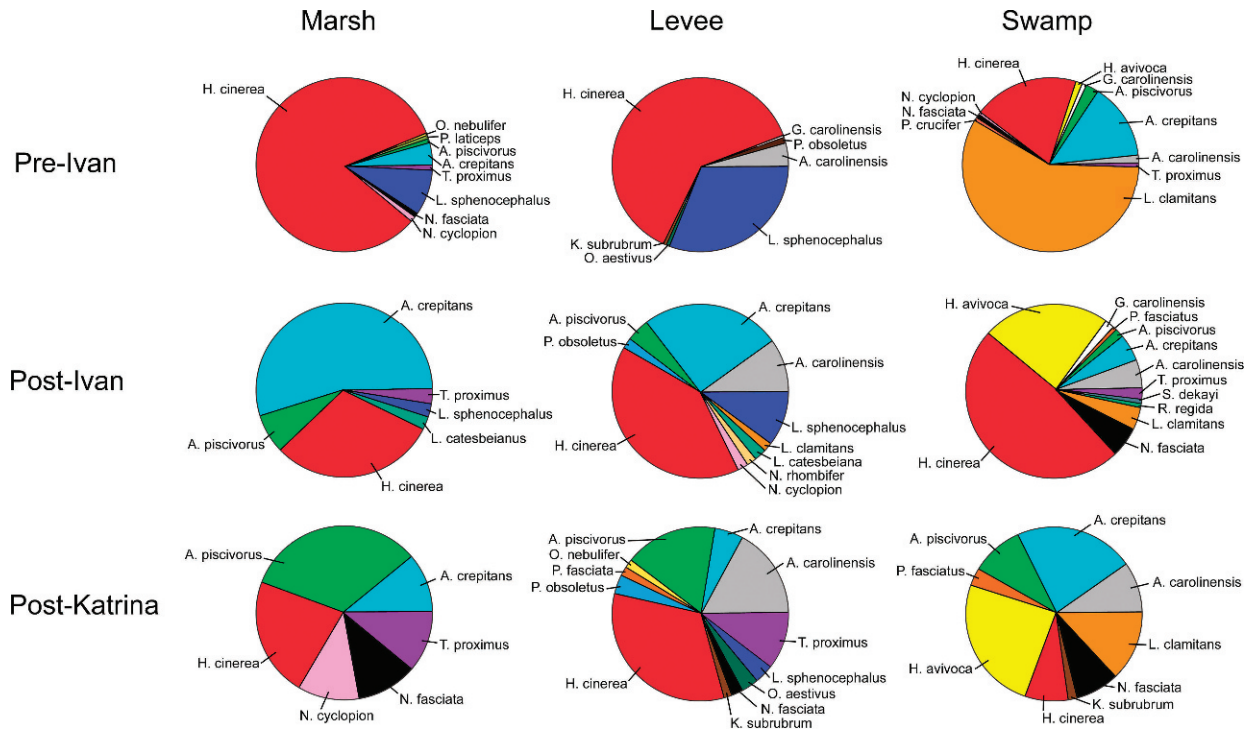 Marsh
Levee
Swamp
Pre-Ivan
H. cinerea
O. nebulifer
P. laticeps
A. piscivorus
A. crepitans
T. proximus
L. sphenocephalus
N. fasciata
N. cyclopion
H. cinerea
G. carolinensis
P. obsoletus
A. carolinensis
L. sphenocephalus
K. subrubrum
O. aestivus
H. cinerea
H. avivoca
G. carolinensis
A. piscivorus
N. cyclopion
N. fasciata
P. crucifer
A. crepitans
A. carolinensis
T. proximus
L. clamitans
Post-Ivan
A. crepitans
T. proximus
L. sphenocephalus
L. catesbeianus
A. piscivorus
H. cinerea
A. crepitans
A. piscivorus
P. obsoletus
A. carolinensis
H. cinerea
L. sphenocephalus
L. clamitans
L. catesbeiana
N. rhombifer
N. cyclopion
H. avivoca
G. carolinensis
P. fasciatus
A. piscivorus
A. crepitans
A. carolinensis
T. proximus
S. dekayi
R. regida
L. clamitans
N. fasciata
H. cinerea
Post-Katrina
A. piscivorus
A. crepitans
T. proximus
H. cinerea
N. fasciata
N. cyclopion
A. crepitans
A. piscivorus
O. nebulifer
P. fasciata
P. obsoletus
A. carolinensis
T. proximus
H. cinerea
L. sphenocephalus
O. aestivus
N. fasciata
K. subrubrum
A. crepitans
A. piscivorus
P. fasciatus
A. carolinensis
L. clamitans
H. avivoca
N. fasciata
K. subrubrum
H. cinerea